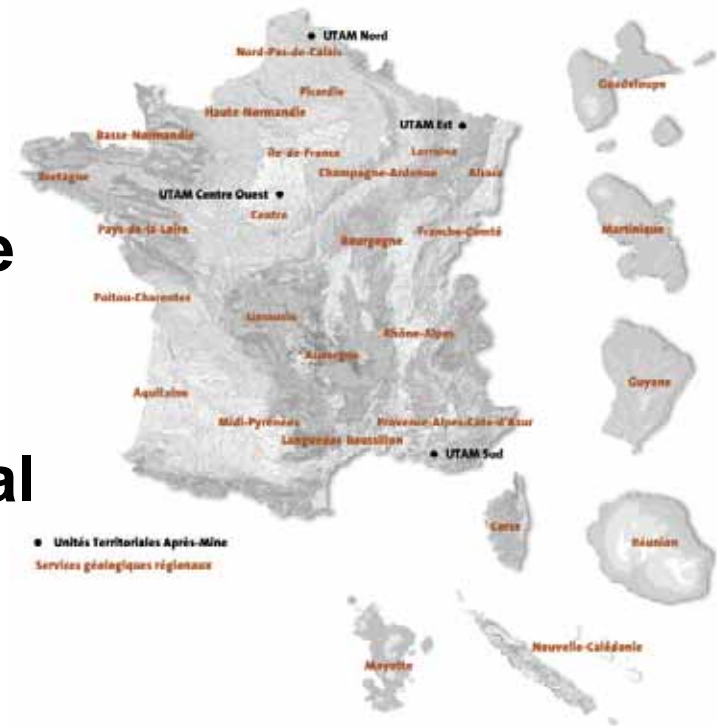 UTAM Nord
Nord-Pas-de-Calais
Picardie
Haute-Normandie
Basse-Normandie
UTAM Est
Ile-de-France
Lorraine
Champagne-Ardenne
Alsace
Bretagne
UTAM Centre Ouest
Centre
Pays-de-la-Loire
Bourgogne
Franche-Comté
Poitou-Charentes
Limousin
Auvergne
Rhône-Alpes
Aquitaine
Midi-Pyrénées
Provence-Alpes-Côte-d'Azur
Languedoc Roussillon
UTAM Sud
Corse
Guadeloupe
Martinique
Guyane
Réunion
Mayotte
Nouvelle-Calédonie
e
al
Unités Territoriales Après-Mine
Services géologiques régionaux